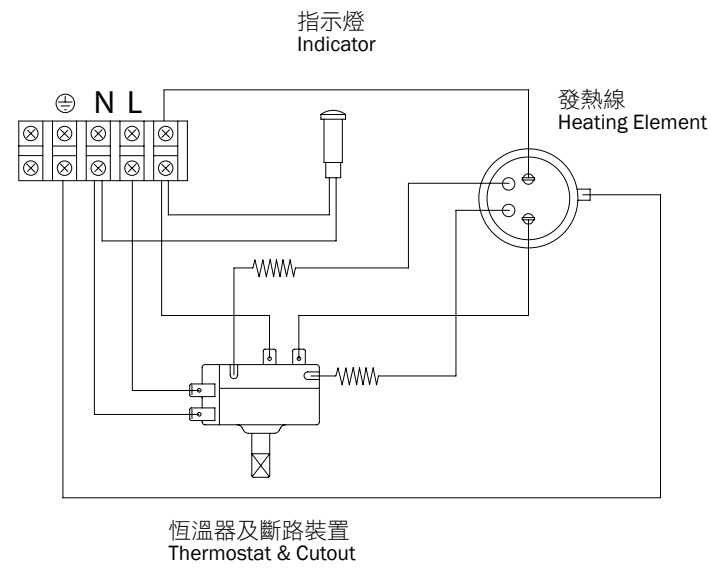 指示燈
Indicator
N L
發熱線
Heating Element
恆溫器及斷路裝置
Thermostat & Cutout